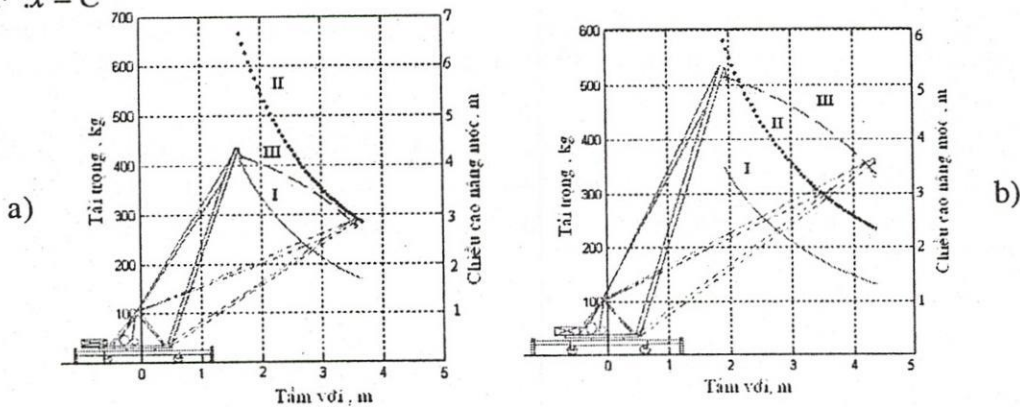 x = C
a)
Tải trọng , kg
700
600
500
400
300
200
100
II
III
I
0 1 2 3 4 5
Tầm với , m
7
6
5
4
3
2
1
Chiều cao nâng móc , m
Tải trọng , kg
600
500
400
300
200
100
III
II
I
0 1 2 3 4 5
Tầm với, m
6
5
4
3
2
1
Chiều cao nâng móc , m
b)